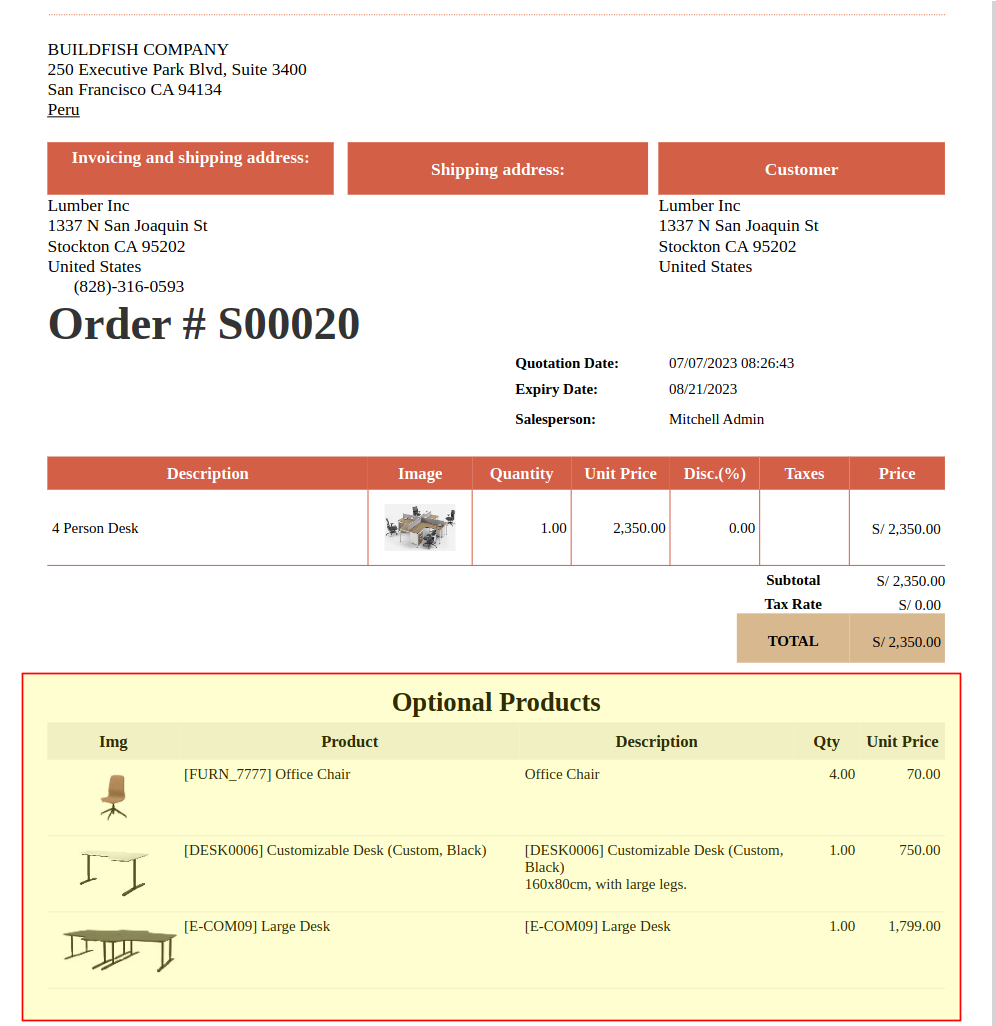 BUILDFISH COMPANY
250 Executive Park Blvd, Suite 3400
San Francisco CA 94134
Peru
Invoicing and shipping address:
Shipping address:
Customer
Lumber Inc
1337 N San Joaquin St
Stockton CA 95202
United States
(828)-316-0593
Lumber Inc
1337 N San Joaquin St
Stockton CA 95202
United States
Order # S00020
Quotation Date: 07/07/2023 08:26:43
Expiry Date: 08/21/2023
Salesperson: Mitchell Admin
Description Image Quantity Unit Price Disc.(%) Taxes Price
4 Person Desk 1.00 2,350.00 0.00 S/ 2,350.00
Subtotal S/ 2,350.00
Tax Rate S/ 0.00
TOTAL S/ 2,350.00
Optional Products
Img Product Description Qty Unit Price
[FURN_7777] Office Chair Office Chair 4.00 70.00
[DESK0006] Customizable Desk (Custom, Black) [DESK0006] Customizable Desk (Custom, 1.00 750.00
Black)
160x80cm, with large legs.
[E-COM09] Large Desk [E-COM09] Large Desk 1.00 1,799.00